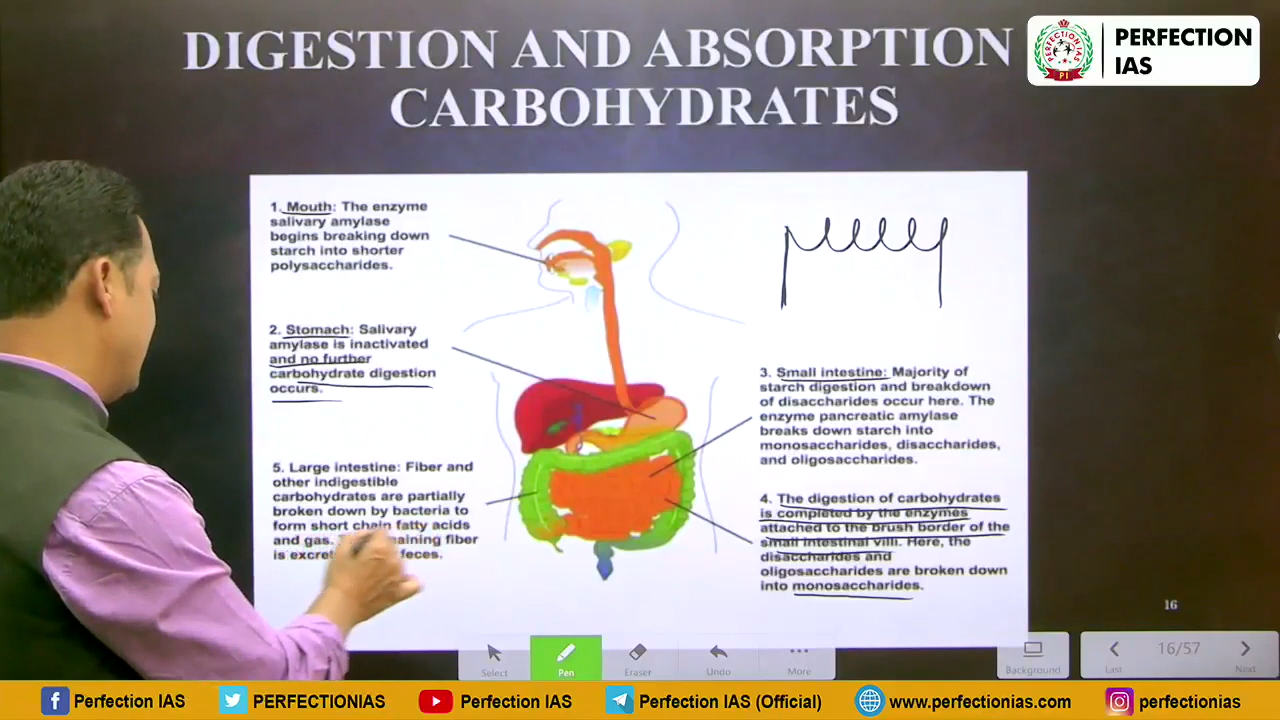 DIGESTION AND ABSORPTION
CARBOHYDRATES
PERFECTION
IAS
PERFECTION IAS
PI
1. Mouth: The enzyme
salivary amylase
begins breaking down
starch into shorter
polysaccharides.
2. Stomach: Salivary
amylase is inactivated
and no further
carbohydrate digestion
occurs.
5. Large intestine: Fiber and
other indigestible
carbohydrates are partially
broken down by bacteria to
form short chain fatty acids
and gas. fiber
is feces.
3. Small intestine: Majority of
starch digestion and breakdown
of disaccharides occur here. The
enzyme pancreatic amylase
breaks down starch into
monosaccharides, disaccharides,
and oligosaccharides.
4. The digestion of carbohydrates
is completed by the enzymes
attached to the brush border of the
small intestinal villi. Here, the
disaccharides and
oligosaccharides are broken down
into monosaccharides.
16
Select
Pen
Eraser
Undo
More
Background
Last
16/57
Next
Perfection IAS
PERFECTIONIAS
Perfection IAS
Perfection IAS (Official)
www.perfectionias.com
perfectionias